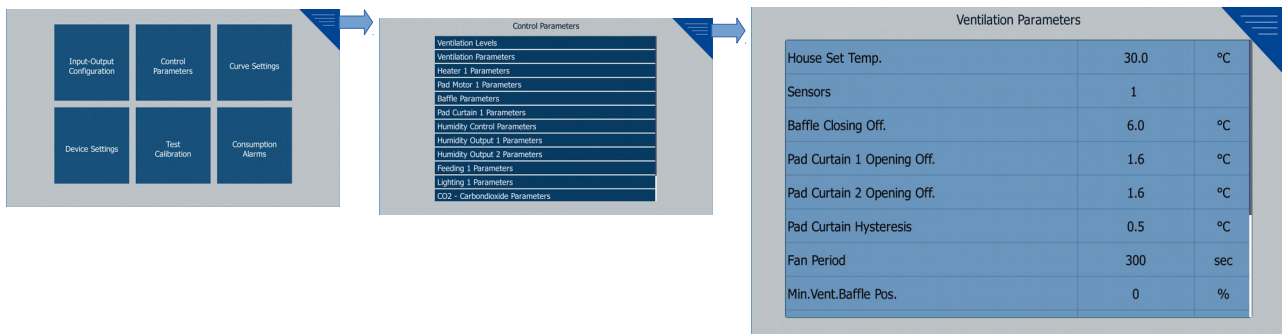 Input-Output
Configuration
Control
Parameters
Curve Settings
Device Settings
Test
Calibration
Consumption
Alarms
Control Parameters
Ventilation Levels
Ventilation Parameters
Heater 1 Parameters
Pad Motor 1 Parameters
Baffle Parameters
Pad Curtain 1 Parameters
Humidity Control Parameters
Humidity Output 1 Parameters
Humidity Output 2 Parameters
Feeding 1 Parameters
Lighting 1 Parameters
CO2 - Carbondioxide Parameters
Ventilation Parameters
House Set Temp. 30.0 °C
Sensors 1
Baffle Closing Off. 6.0 °C
Pad Curtain 1 Opening Off. 1.6 °C
Pad Curtain 2 Opening Off. 1.6 °C
Pad Curtain Hysteresis 0.5 °C
Fan Period 300 sec
Min.Vent.Baffle Pos. 0 %